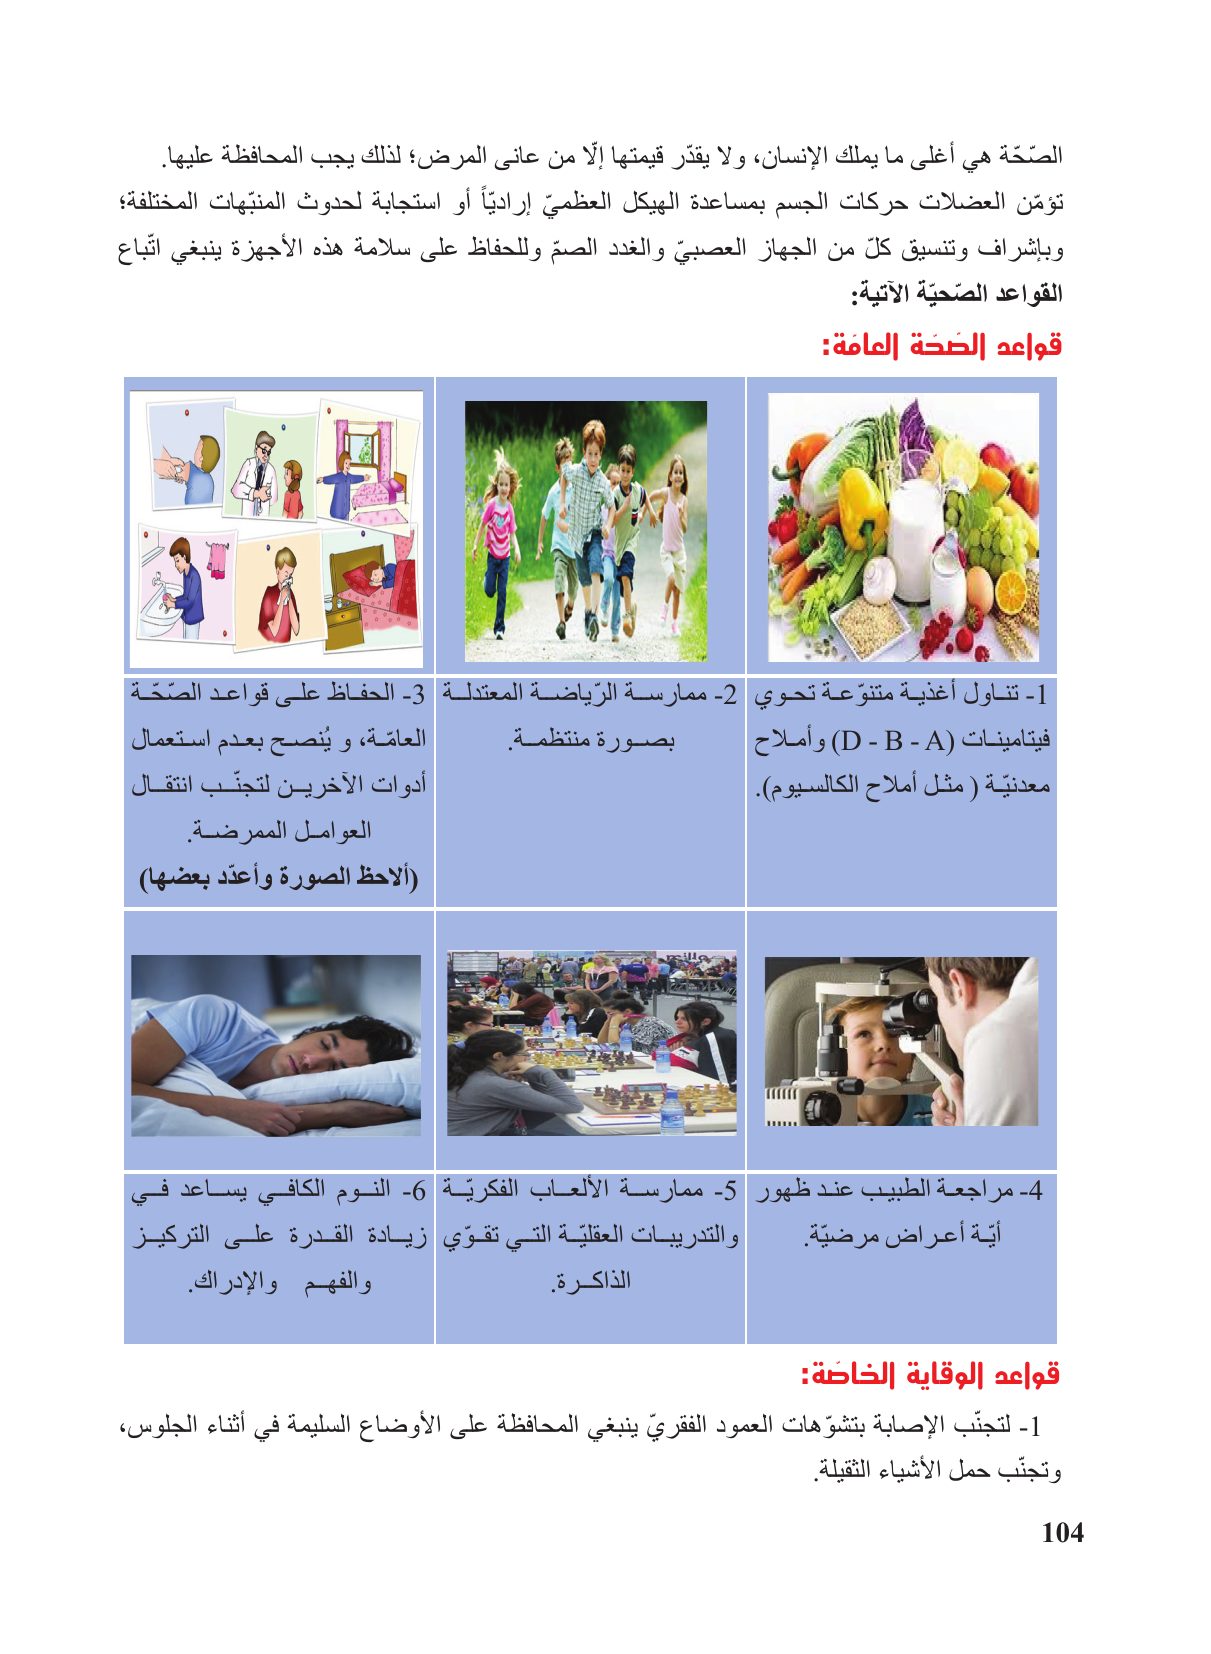 الصّحّة هي أغلى ما يملك الإنسان، ولا يقدّر قيمتها إلّا من عانى المرض؛ لذلك يجب المحافظة عليها.
تؤمّن العضلات حركات الجسم بمساعدة الهيكل العظميّ إراديّاً أو استجابة لحدوث المنبّهات المختلفة؛
وبإشراف وتنسيق كلّ من الجهاز العصبيّ والغدد الصمّ وللحفاظ على سلامة هذه الأجهزة ينبغي اتّباع
القواعد الصّحيّة الآتية:
قواعد الصّحّة العامّة:
1- تناول أغذية متنوّعة تحوي
فيتامينات (D - B - A) وأملاح
معدنيّة ( مثل أملاح الكالسيوم).
2- ممارسة الرّياضة المعتدلة
بصورة منتظمة.
3- الحفاظ على قواعد الصّحّة
العامّة، و يُنصح بعدم استعمال
أدوات الآخرين لتجنّب انتقال
العوامل الممرضة.
(ألاحظ الصورة وأعدّد بعضها)
4- مراجعة الطبيب عند ظهور
أيّة أعراض مرضيّة.
5- ممارسة الألعاب الفكريّة
والتدريبات العقليّة التي تقوّي
الذاكرة.
6- النوم الكافي يساعد في
زيادة القدرة على التركيز
والفهم والإدراك.
قواعد الوقاية الخاصّة:
1- لتجنّب الإصابة بتشوّهات العمود الفقريّ ينبغي المحافظة على الأوضاع السليمة في أثناء الجلوس،
وتجنّب حمل الأشياء الثقيلة.
104